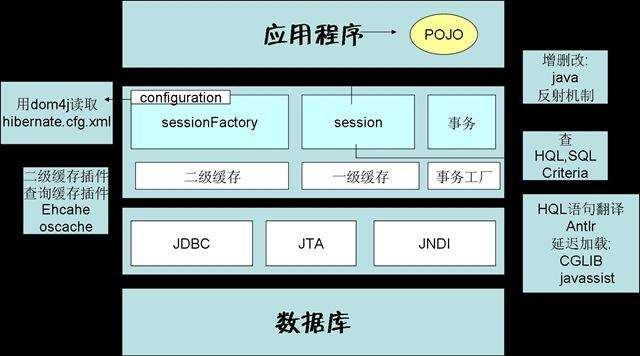 应用程序
POJO
增删改:
java
反射机制
用dom4j读取
hibernate.cfg.xml
configuration
sessionFactory
session
事务
查
HQL,SQL
Criteria
二级缓存插件
查询缓存插件
Ehcahe
oscache
二级缓存
一级缓存
事务工厂
HQL语句翻译
Antlr
延迟加载:
CGLIB
javassist
JDBC
JTA
JNDI
数据库